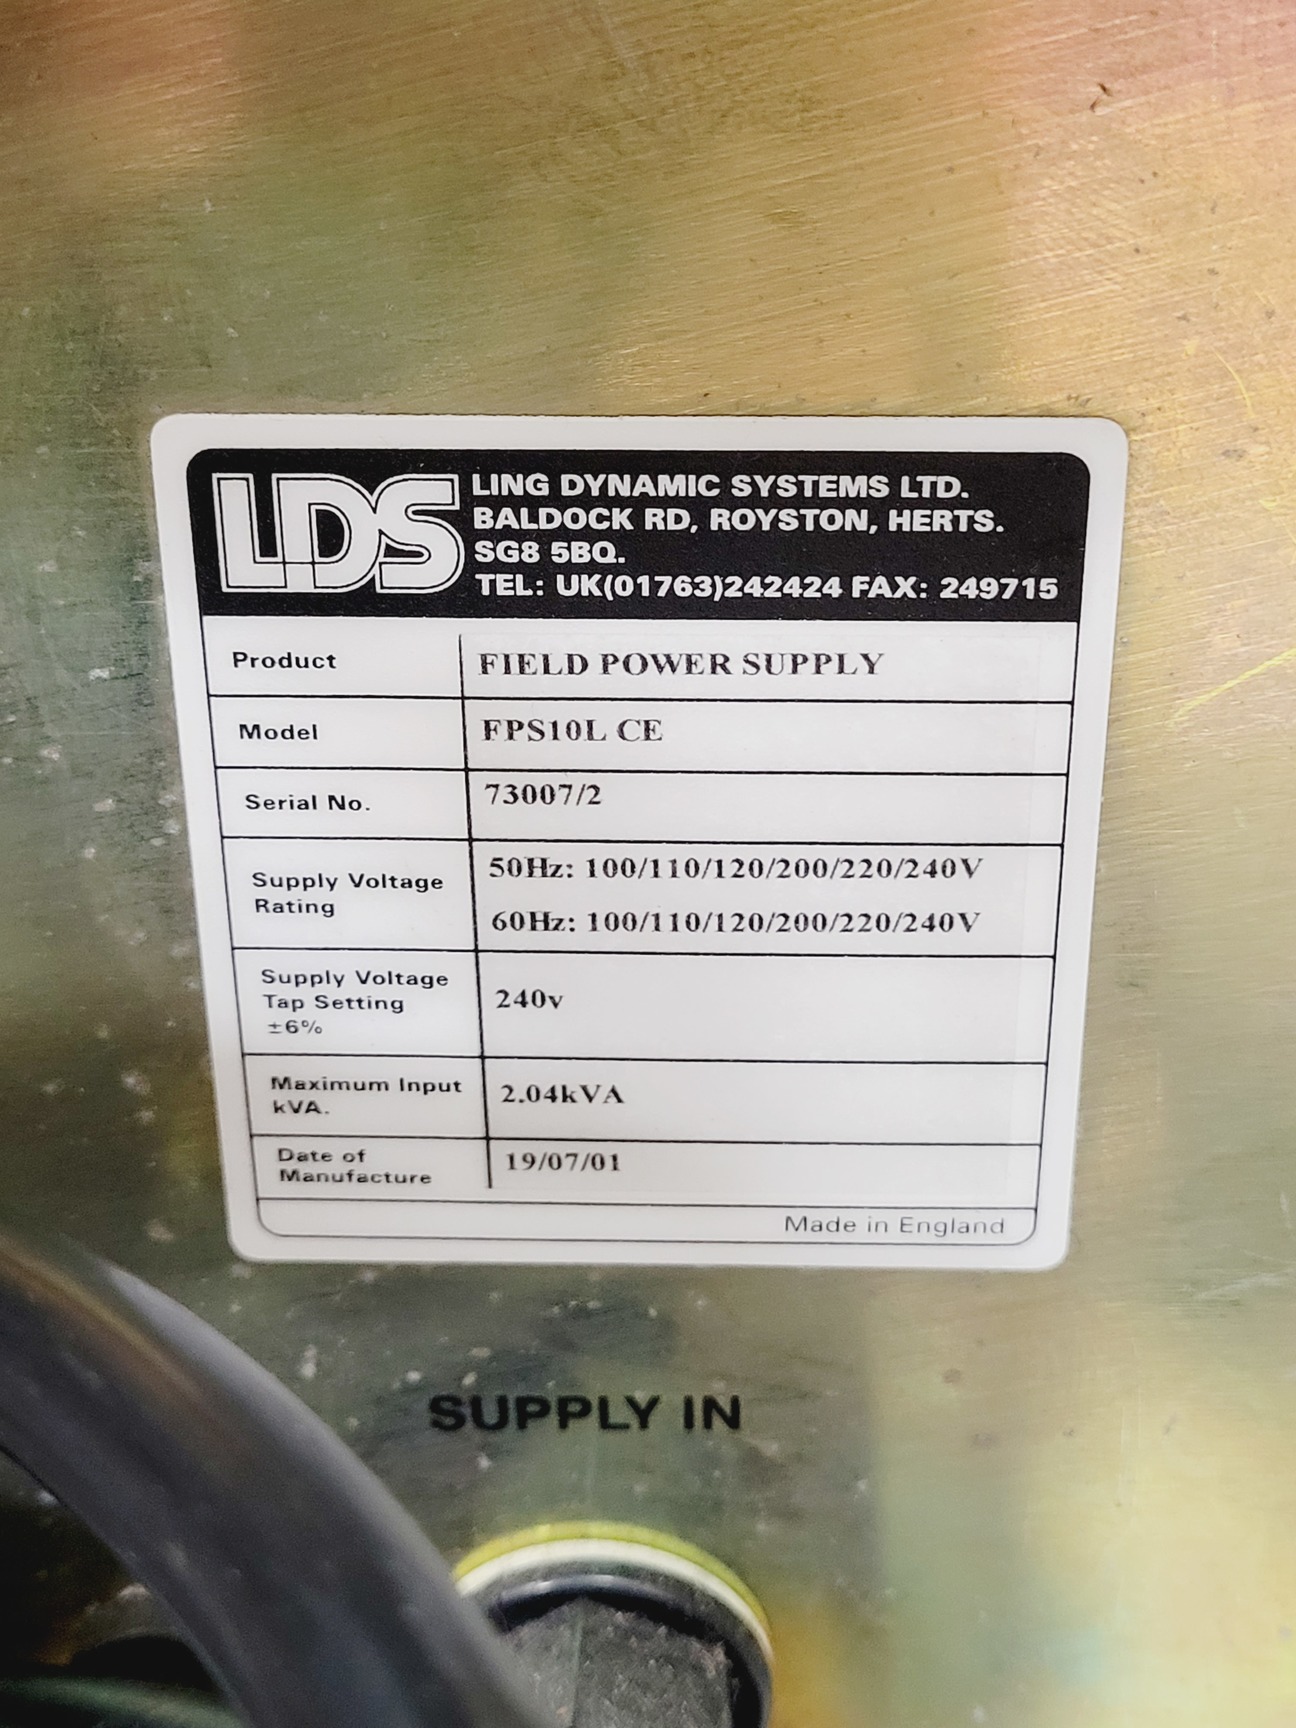 LDS
LING DYNAMIC SYSTEMS LTD.
BALDOCK RD, ROYSTON, HERTS.
SG8 5BQ.
TEL: UK(01763)242424 FAX: 249715
Product FIELD POWER SUPPLY
Model FPS10L CE
Serial No. 73007/2
Supply Voltage
Rating
50Hz: 100/110/120/200/220/240V
60Hz: 100/110/120/200/220/240V
Supply Voltage
Tap Setting
±6%
240v
Maximum Input
kVA.
2.04kVA
Date of
Manufacture
19/07/01
Made in England
SUPPLY IN